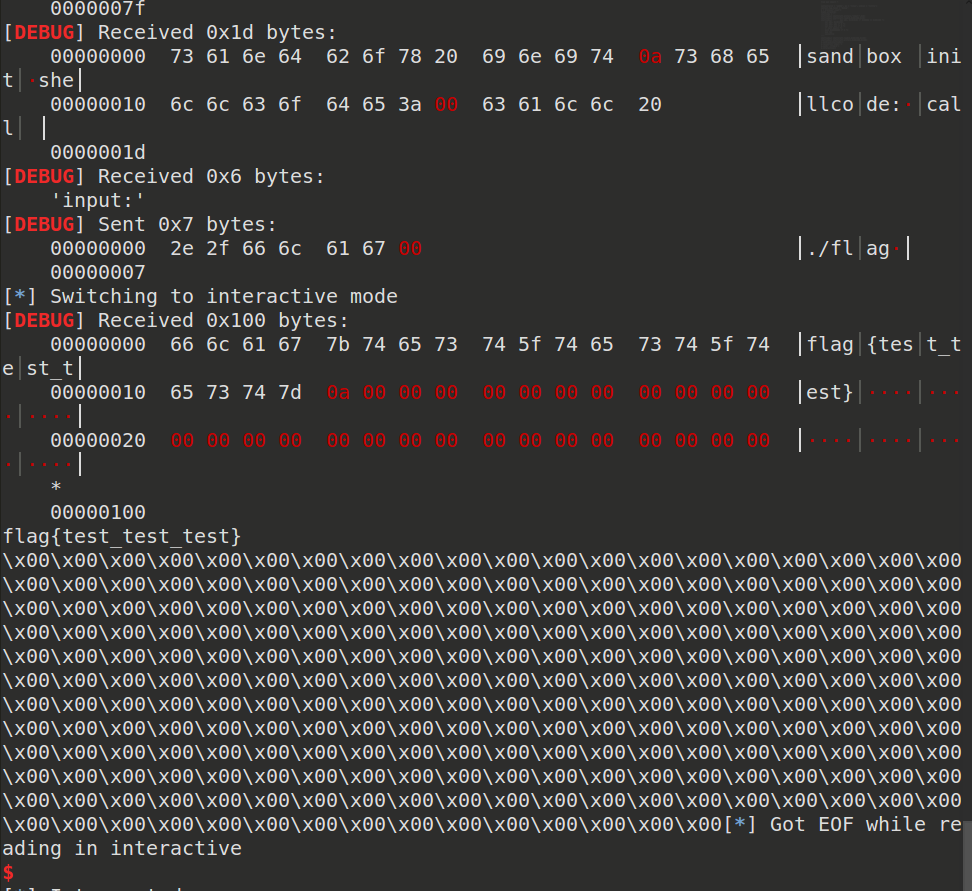 0000007f
[DEBUG] Received 0x1d bytes:
    00000000  73 61 6e 64  62 6f 78 20  69 6e 69 74  0a 73 68 65  │sand│box │ini
t│·she│
    00000010  6c 6c 63 6f  64 65 3a 00  63 61 6c 6c  20           │llco│de:·│cal
l│ │
    0000001d
[DEBUG] Received 0x6 bytes:
    'input:'
[DEBUG] Sent 0x7 bytes:
    00000000  2e 2f 66 6c  61 67 00                               │./fl│ag·│
    00000007
[*] Switching to interactive mode
[DEBUG] Received 0x100 bytes:
    00000000  66 6c 61 67  7b 74 65 73  74 5f 74 65  73 74 5f 74  │flag│{tes│t_t
e│st_t│
    00000010  65 73 74 7d  0a 00 00 00  00 00 00 00  00 00 00 00  │est}│····│···
·│····│
    00000020  00 00 00 00  00 00 00 00  00 00 00 00  00 00 00 00  │····│····│···
·│····│
    *
    00000100
flag{test_test_test}
\x00\x00\x00\x00\x00\x00\x00\x00\x00\x00\x00\x00\x00\x00\x00\x00\x00\x00\x00\x00
\x00\x00\x00\x00\x00\x00\x00\x00\x00\x00\x00\x00\x00\x00\x00\x00\x00\x00\x00\x00
\x00\x00\x00\x00\x00\x00\x00\x00\x00\x00\x00\x00\x00\x00\x00\x00\x00\x00\x00\x00
\x00\x00\x00\x00\x00\x00\x00\x00\x00\x00\x00\x00\x00\x00\x00\x00\x00\x00\x00\x00
\x00\x00\x00\x00\x00\x00\x00\x00\x00\x00\x00\x00\x00\x00\x00\x00\x00\x00\x00\x00
\x00\x00\x00\x00\x00\x00\x00\x00\x00\x00\x00\x00\x00\x00\x00\x00\x00\x00\x00\x00
\x00\x00\x00\x00\x00\x00\x00\x00\x00\x00\x00\x00\x00\x00\x00\x00\x00\x00\x00\x00
\x00\x00\x00\x00\x00\x00\x00\x00\x00\x00\x00\x00\x00\x00\x00\x00\x00\x00\x00\x00
\x00\x00\x00\x00\x00\x00\x00\x00\x00\x00\x00\x00\x00\x00\x00\x00\x00\x00\x00\x00
\x00\x00\x00\x00\x00\x00\x00\x00\x00\x00\x00\x00\x00\x00\x00\x00\x00\x00\x00\x00
\x00\x00\x00\x00\x00\x00\x00\x00\x00\x00\x00\x00\x00\x00\x00\x00\x00\x00\x00\x00
\x00\x00\x00\x00\x00\x00\x00\x00\x00\x00\x00\x00\x00\x00\x00[*] Got EOF while re
ading in interactive
$